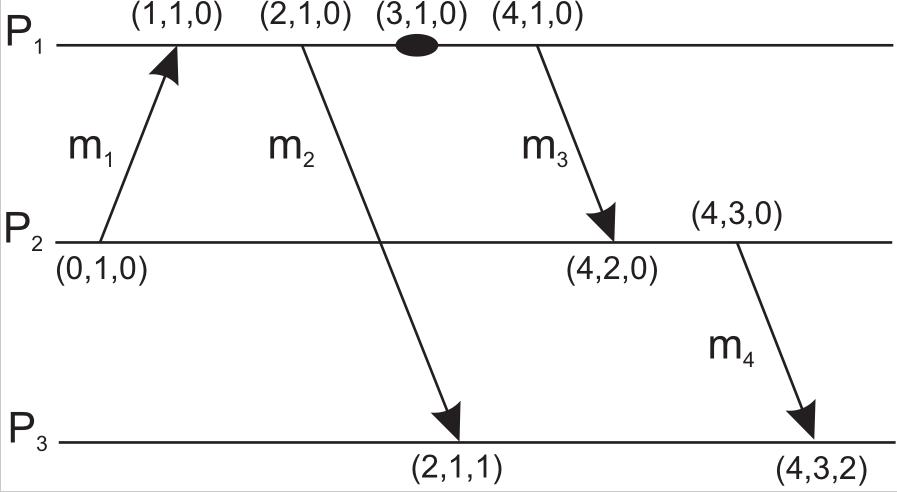 (1,1,0) (2,1,0) (3,1,0) (4,1,0)
P1
m1 m2 m3
(4,3,0)
P2
(0,1,0) (4,2,0)
m4
P3
(2,1,1) (4,3,2)